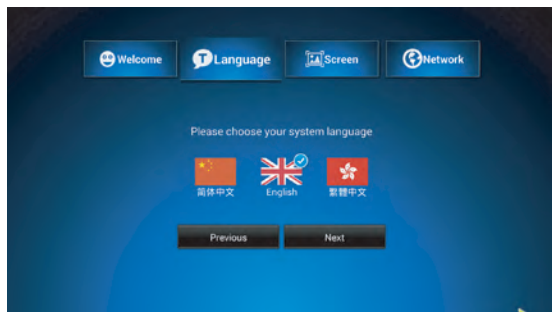 Welcome
Language
Screen
Network
Please choose your system language
简体中文
English
繁體中文
Previous
Next